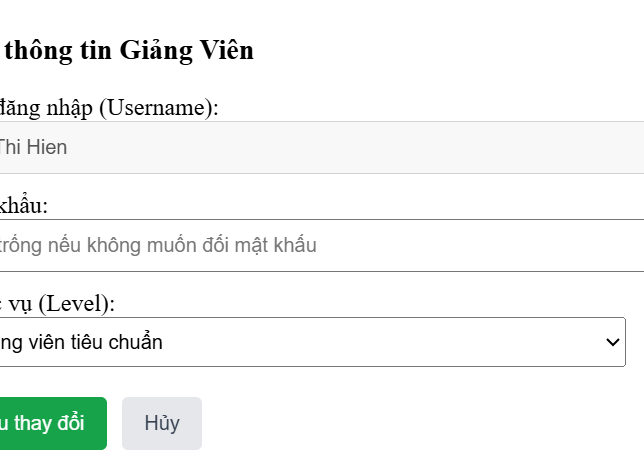 thông tin Giảng Viên
đăng nhập (Username):
Thi Hien
khẩu:
trống nếu không muốn đổi mật khẩu
vụ (Level):
ng viên tiêu chuẩn
u thay đổi
Hủy